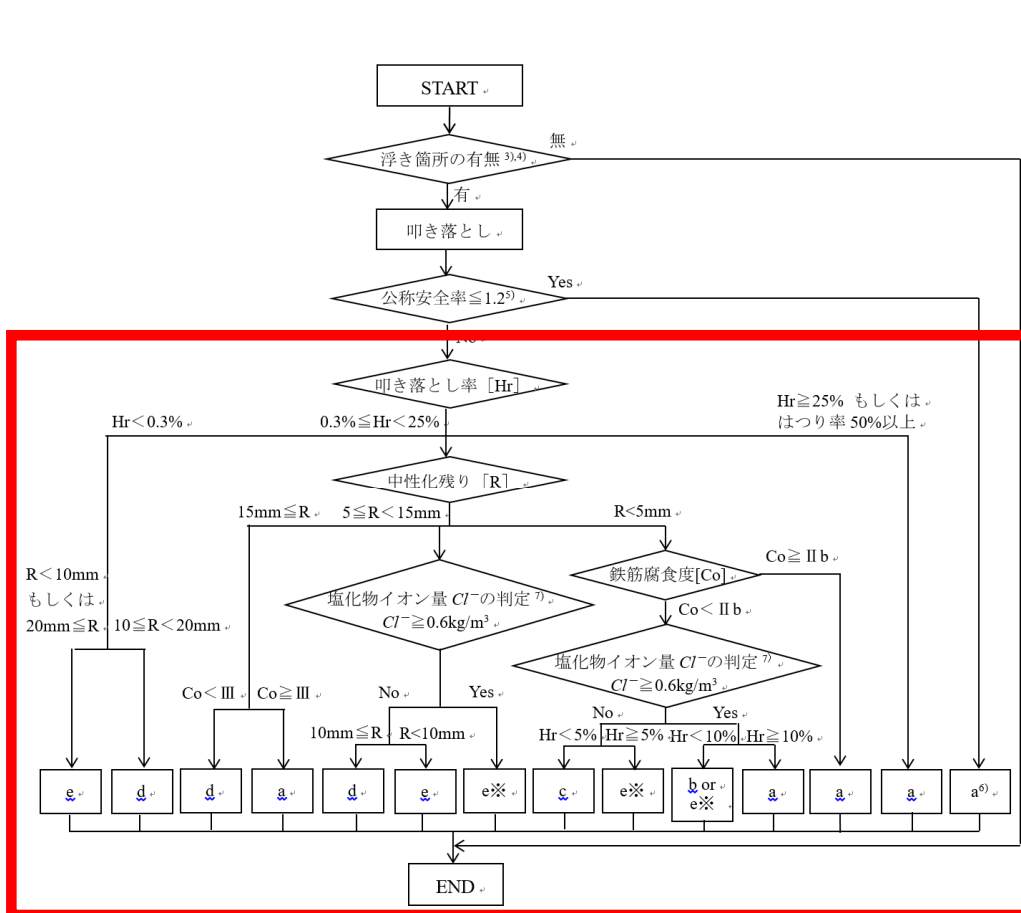 START
無
浮き箇所の有無 3),4)
有
叩き落とし
Yes
公称安全率≦1.2 5)
No
叩き落とし率［Hr］
Hr≧25% もしくは
はつり率 50%以上
Hr＜0.3%
0.3%≦Hr＜25%
中性化残り［R］
15mm≦R
5≦R＜15mm
R<5mm
Co≧Ⅱb
鉄筋腐食度[Co]
R＜10mm
もしくは
20mm≦R
10≦R＜20mm
塩化物イオン量 Cl⁻の判定 7)
Cl⁻≧0.6kg/m³
Co＜Ⅱb
塩化物イオン量 Cl⁻の判定 7)
Cl⁻≧0.6kg/m³
Co＜Ⅲ
Co≧Ⅲ
No
Yes
No
Yes
10mm≦R
R<10mm
Hr＜5%
Hr≧5%
Hr＜10%
Hr≧10%
e
d
d
a
d
e
e※
c
e※
b or
e※
a
a
a
a 6)
END